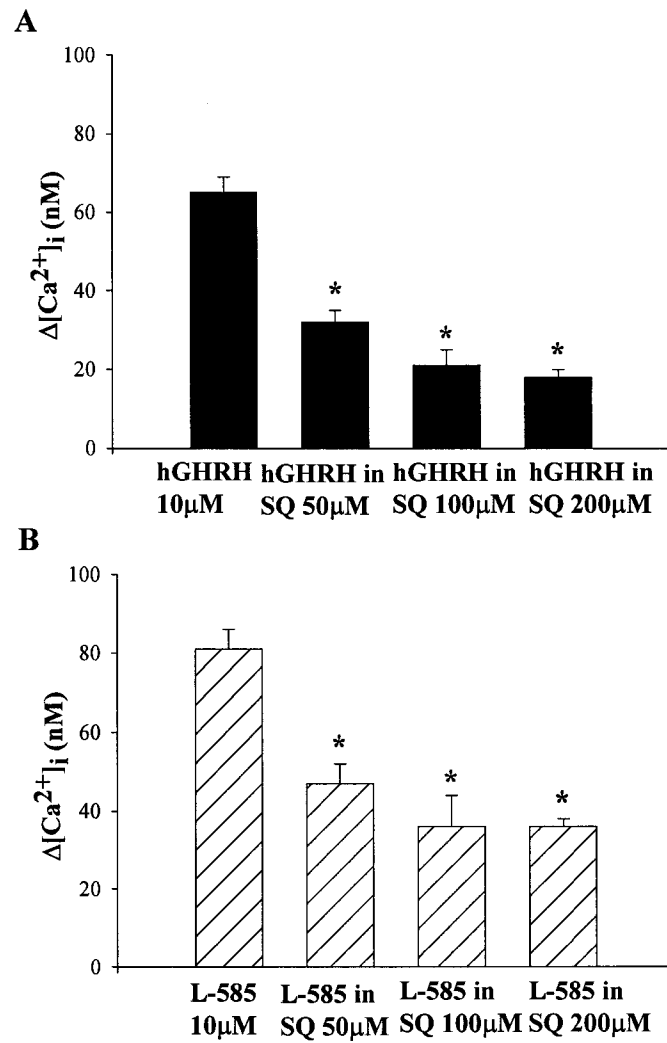 A
100
80
60
40
20
0
Δ[Ca²⁺]ᵢ (nM)
*
*
*
hGHRH 10μM
hGHRH in SQ 50μM
hGHRH in SQ 100μM
hGHRH in SQ 200μM
B
100
80
60
40
20
0
Δ[Ca²⁺]ᵢ (nM)
*
*
*
L-585 10μM
L-585 in SQ 50μM
L-585 in SQ 100μM
L-585 in SQ 200μM